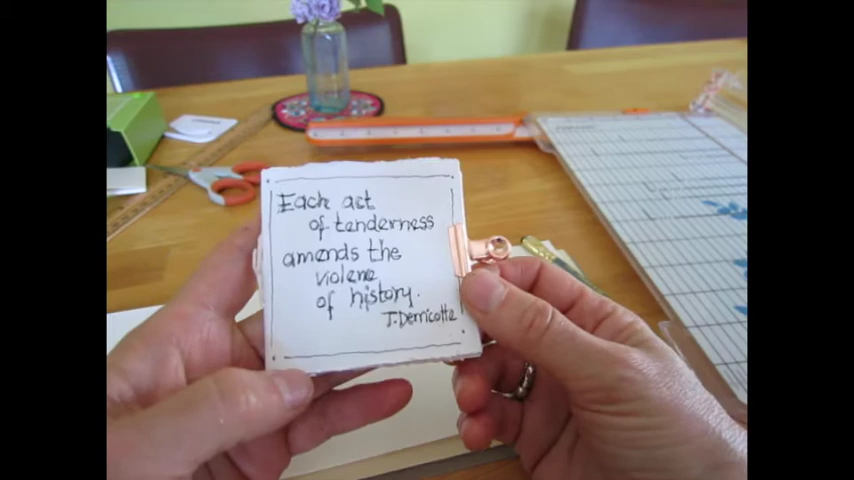 Each act
of tenderness
amends the
violene
of history.
T. Derricotte